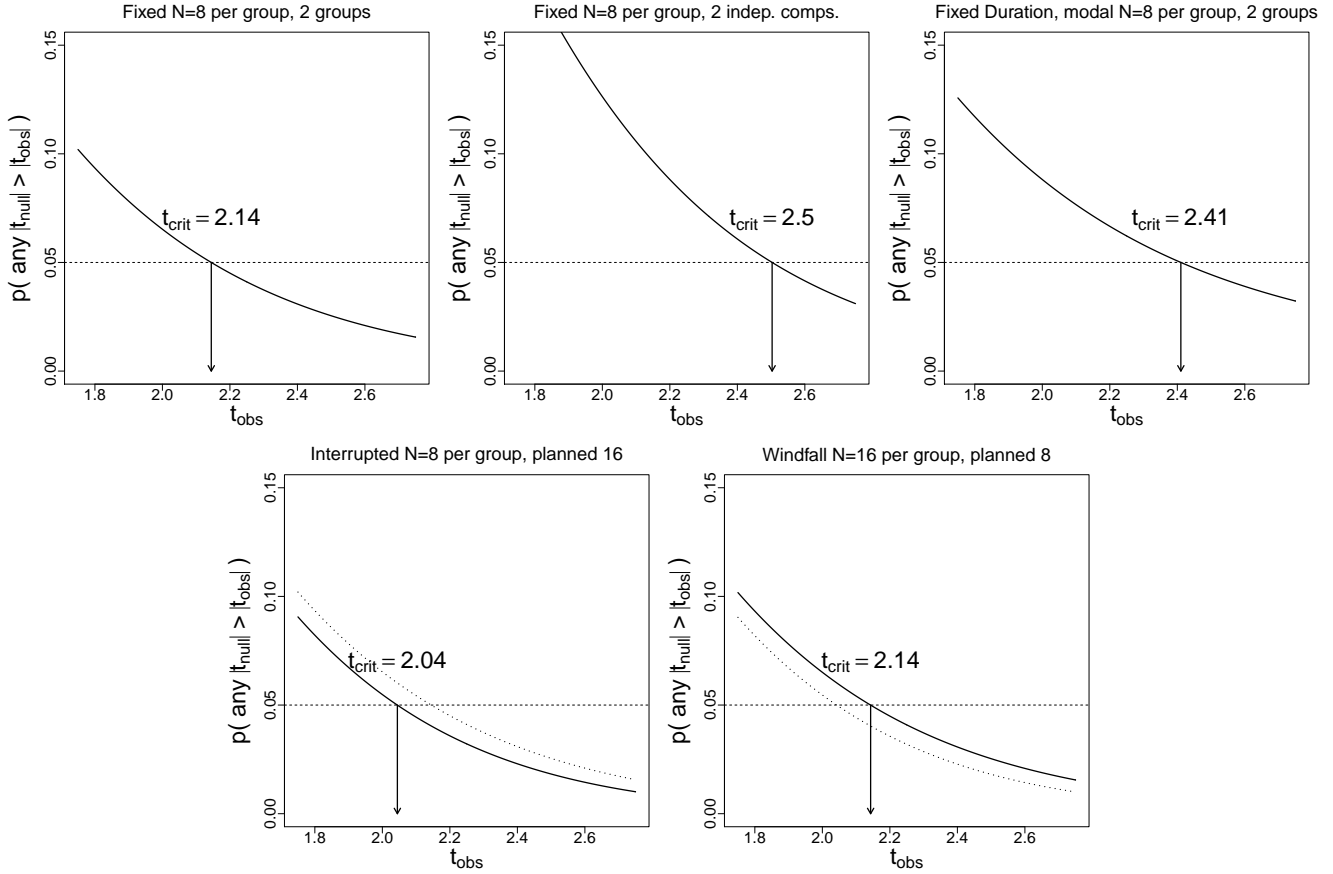 Fixed N=8 per group, 2 groups
p( any |tnull| > |tobs| )
0.00 0.05 0.10 0.15
tcrit = 2.14
1.8 2.0 2.2 2.4 2.6
tobs
Fixed N=8 per group, 2 indep. comps.
p( any |tnull| > |tobs| )
0.00 0.05 0.10 0.15
tcrit = 2.5
1.8 2.0 2.2 2.4 2.6
tobs
Fixed Duration, modal N=8 per group, 2 groups
p( any |tnull| > |tobs| )
0.00 0.05 0.10 0.15
tcrit = 2.41
1.8 2.0 2.2 2.4 2.6
tobs
Interrupted N=8 per group, planned 16
p( any |tnull| > |tobs| )
0.00 0.05 0.10 0.15
tcrit = 2.04
1.8 2.0 2.2 2.4 2.6
tobs
Windfall N=16 per group, planned 8
p( any |tnull| > |tobs| )
0.00 0.05 0.10 0.15
tcrit = 2.14
1.8 2.0 2.2 2.4 2.6
tobs